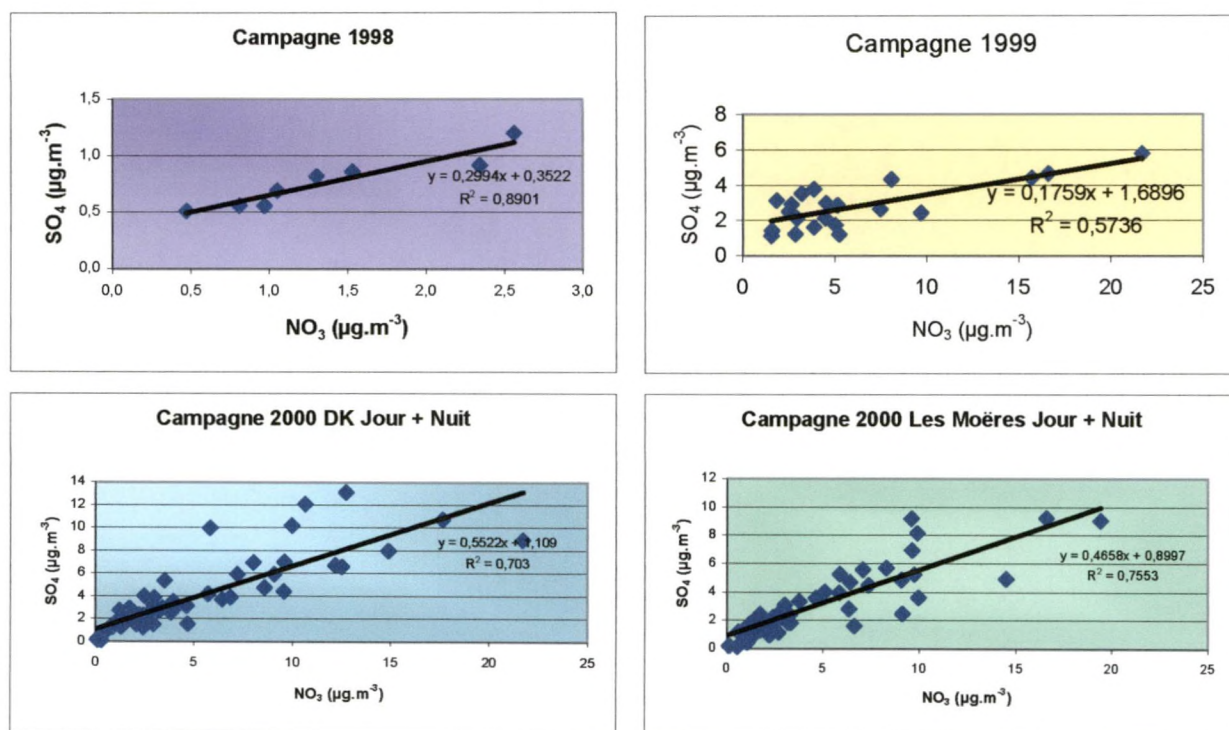 Campagne 1998
SO₄ (µg.m⁻³)
1,5
1,0
0,5
0,0
y = 0,2994x + 0,3522
R² = 0,8901
0,0 0,5 1,0 1,5 2,0 2,5 3,0
NO₃ (µg.m⁻³)
Campagne 1999
SO₄ (µg.m⁻³)
8
6
4
2
0
y = 0,1759x + 1,6896
R² = 0,5736
0 5 10 15 20 25
NO₃ (µg.m⁻³)
Campagne 2000 DK Jour + Nuit
SO₄ (µg.m⁻³)
14
12
10
8
6
4
2
0
y = 0,5522x + 1,109
R² = 0,703
0 5 10 15 20 25
NO₃ (µg.m⁻³)
Campagne 2000 Les Moëres Jour + Nuit
SO₄ (µg.m⁻³)
12
10
8
6
4
2
0
y = 0,4658x + 0,8997
R² = 0,7553
0 5 10 15 20 25
NO₃ (µg.m⁻³)